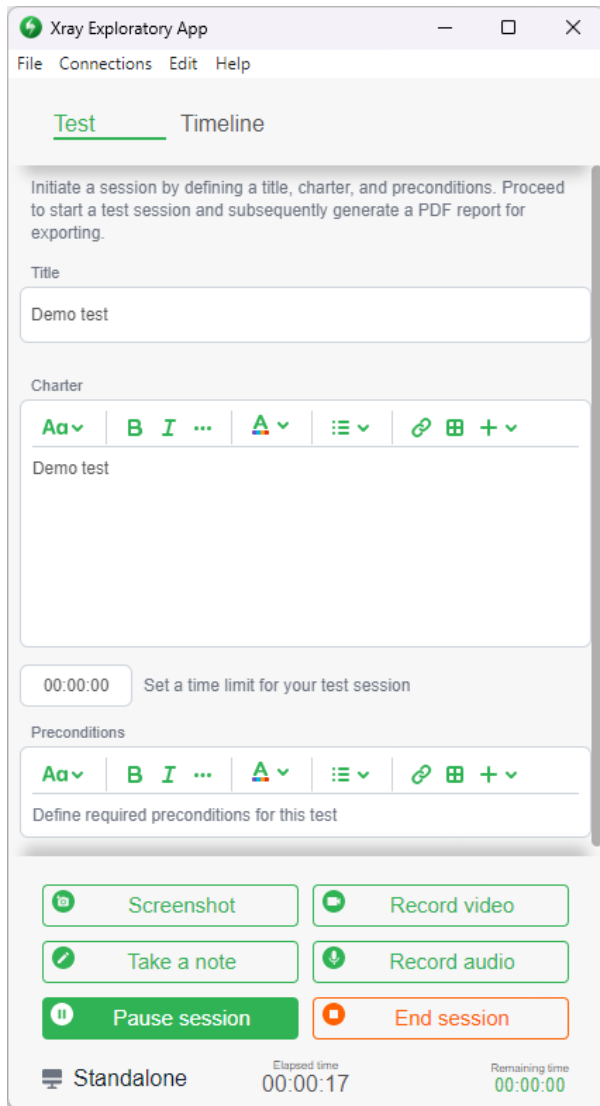 Xray Exploratory App
File Connections Edit Help
Test Timeline
Initiate a session by defining a title, charter, and preconditions. Proceed
to start a test session and subsequently generate a PDF report for
exporting.
Title
Demo test
Charter
Aa B I ... A
Demo test
00:00:00 Set a time limit for your test session
Preconditions
Aa B I ... A
Define required preconditions for this test
Screenshot Record video
Take a note Record audio
Pause session End session
Standalone
Elapsed time
00:00:17
Remaining time
00:00:00